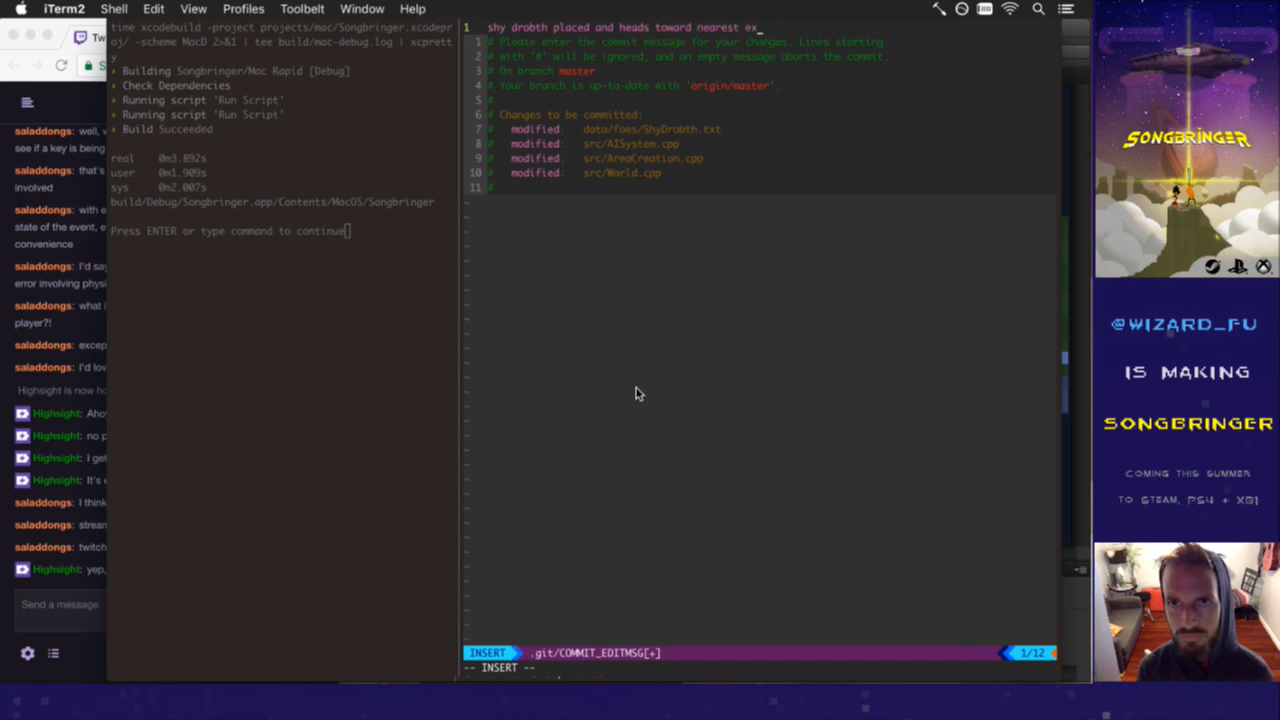 iTerm2 Shell Edit View Profiles Toolbelt Window Help
Tw
S
saladdongs: well, w
see if a key is being
saladdongs: that's
involved
saladdongs: with e
state of the event, e
convenience
saladdongs: I'd say
error involving physi
saladdongs: what i
player?!
saladdongs: excep
saladdongs: I'd lov
Highsight is now ho
Highsight: Ahoy
Highsight: no p
Highsight: I get
Highsight: It's e
saladdongs: I think
saladdongs: stream
saladdongs: twitch
Highsight: yep,
Send a message
time xcodebuild -project projects/mac/Songbringer.xcodepr
oj/ -scheme MacD 2>&1 | tee build/mac-debug.log | xcprett
y
› Building Songbringer/Mac Rapid [Debug]
› Check Dependencies
› Running script 'Run Script'
› Running script 'Run Script'
› Build Succeeded
real 0m3.892s
user 0m1.909s
sys 0m2.007s
build/Debug/Songbringer.app/Contents/MacOS/Songbringer
Press ENTER or type command to continue
1 shy drobth placed and heads toward nearest ex_
1 # Please enter the commit message for your changes. Lines starting
2 # with '#' will be ignored, and an empty message aborts the commit.
3 # On branch master
4 # Your branch is up-to-date with 'origin/master'.
5 #
6 # Changes to be committed:
7 # modified: data/foes/ShyDrobth.txt
8 # modified: src/AISystem.cpp
9 # modified: src/AreaCreation.cpp
10 # modified: src/World.cpp
11 #
INSERT .git/COMMIT_EDITMSG[+] 1/12
-- INSERT --
SONGBRINGER
@WIZARD_FU
IS MAKING
SONGBRINGER
COMING THIS SUMMER
TO STEAM, PS4 + XB1